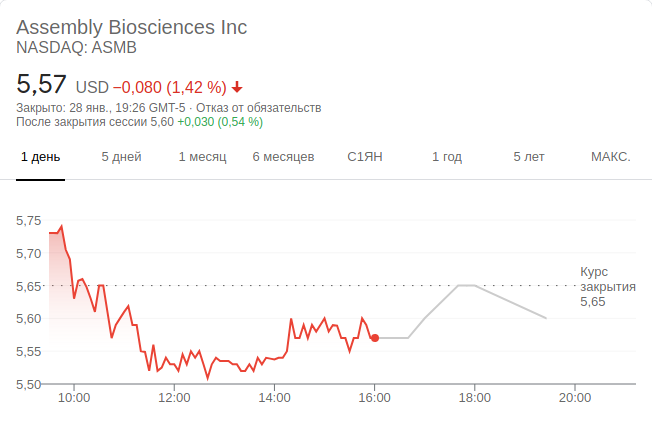 Assembly Biosciences Inc
NASDAQ: ASMB
5,57 USD −0,080 (1,42 %)
Закрыто: 28 янв., 19:26 GMT-5 · Отказ от обязательств
После закрытия сессии 5,60 +0,030 (0,54 %)
1 день 5 дней 1 месяц 6 месяцев С1ЯН 1 год 5 лет МАКС.
5,75
5,70
5,65
5,60
5,55
5,50
Курс
закрытия
5,65
10:00 12:00 14:00 16:00 18:00 20:00